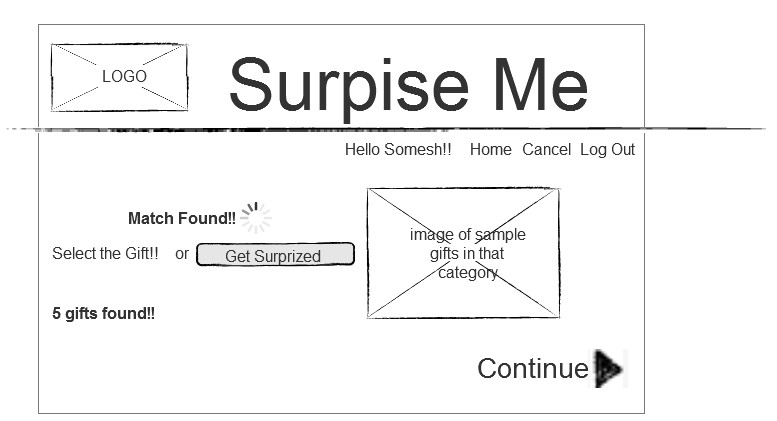 LOGO
Surpise Me
Hello Somesh!! Home Cancel Log Out
Match Found!!
Select the Gift!! or Get Surprized
image of sample
gifts in that
category
5 gifts found!!
Continue